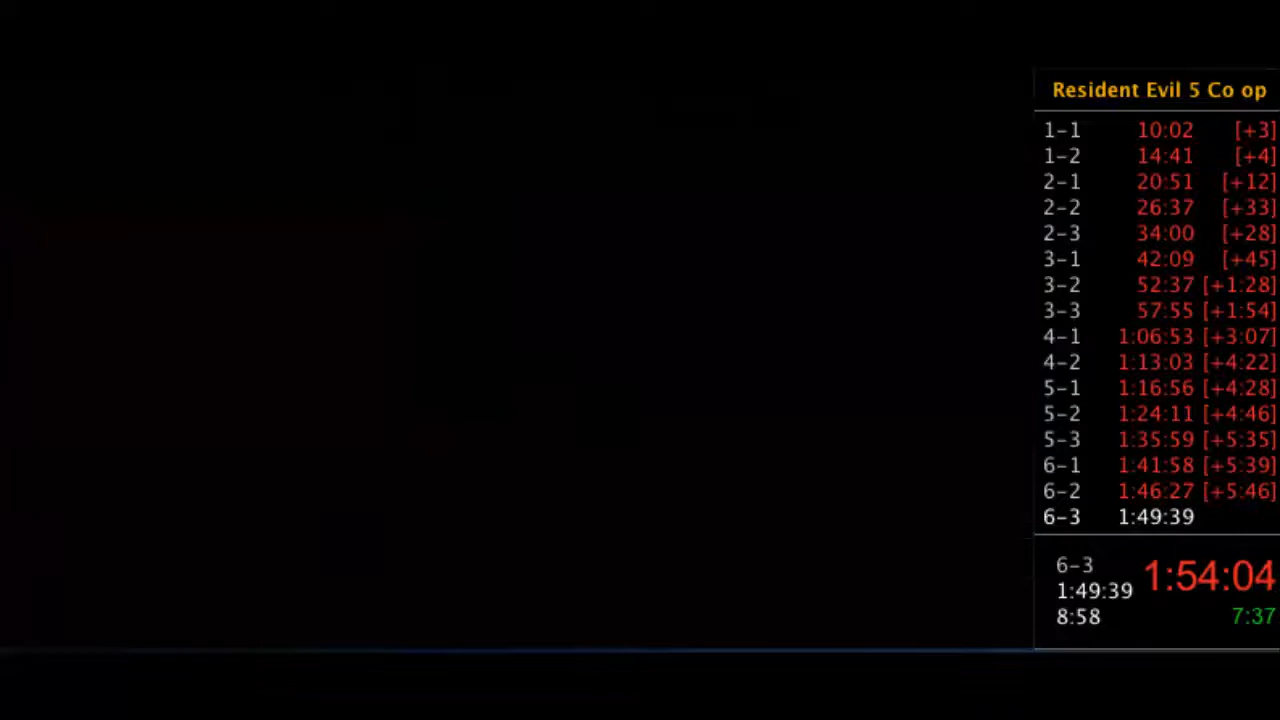 Resident Evil 5 Co op
1-1 10:02 [+3]
1-2 14:41 [+4]
2-1 20:51 [+12]
2-2 26:37 [+33]
2-3 34:00 [+28]
3-1 42:09 [+45]
3-2 52:37 [+1:28]
3-3 57:55 [+1:54]
4-1 1:06:53 [+3:07]
4-2 1:13:03 [+4:22]
5-1 1:16:56 [+4:28]
5-2 1:24:11 [+4:46]
5-3 1:35:59 [+5:35]
6-1 1:41:58 [+5:39]
6-2 1:46:27 [+5:46]
6-3 1:49:39
6-3 1:54:04
1:49:39
8:58 7:37